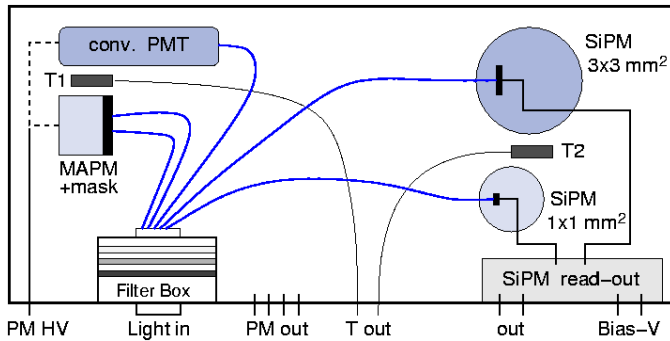 conv. PMT
SiPM
3x3 mm²
T1
T2
MAPM
+mask
SiPM
1x1 mm²
Filter Box
SiPM read-out
PM HV
Light in
PM out
T out
out
Bias-V